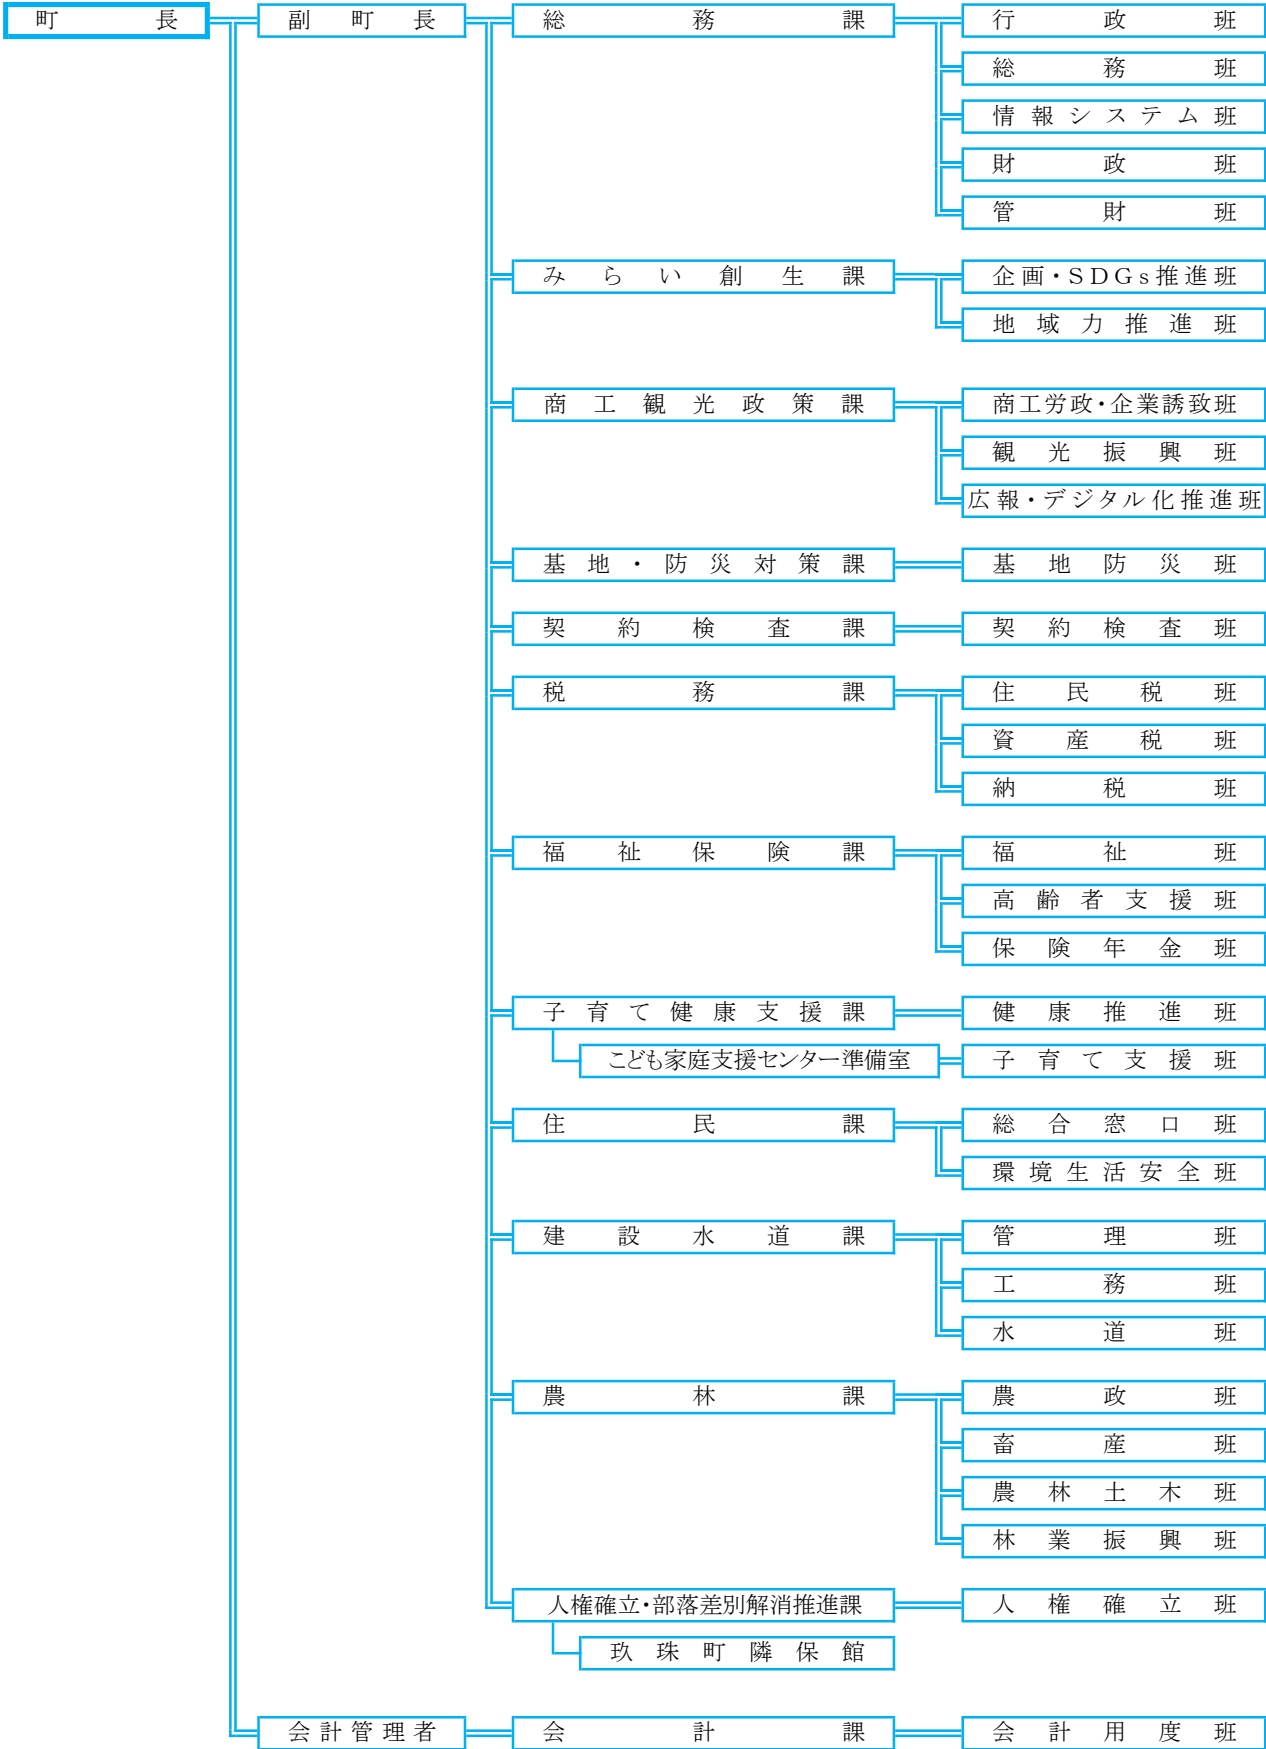 町長 副町長 総務課 行政班
総務班
情報システム班
財政班
管財班
みらい創生課 企画・SDGs推進班
地域力推進班
商工観光政策課 商工労政・企業誘致班
観光振興班
広報・デジタル化推進班
基地・防災対策課 基地防災班
契約検査課 契約検査班
税務課 住民税班
資産税班
納税班
福祉保険課 福祉班
高齢者支援班
保険年金班
子育て健康支援課 健康推進班
こども家庭支援センター準備室 子育て支援班
住民課 総合窓口班
環境生活安全班
建設水道課 管理班
工務班
水道班
農林課 農政班
畜産班
農林土木班
林業振興班
人権確立・部落差別解消推進課 人権確立班
玖珠町隣保館
会計管理者 会計課 会計用度班